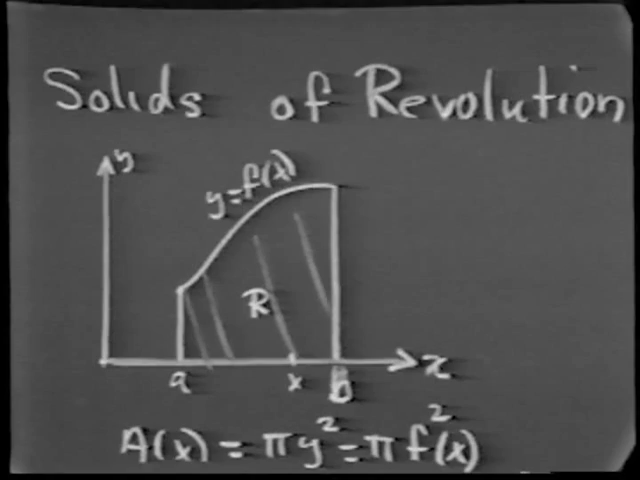 Solids of Revolution
y
y=f(x)
R
a x b x
A(x) = πy² = πf²(x)